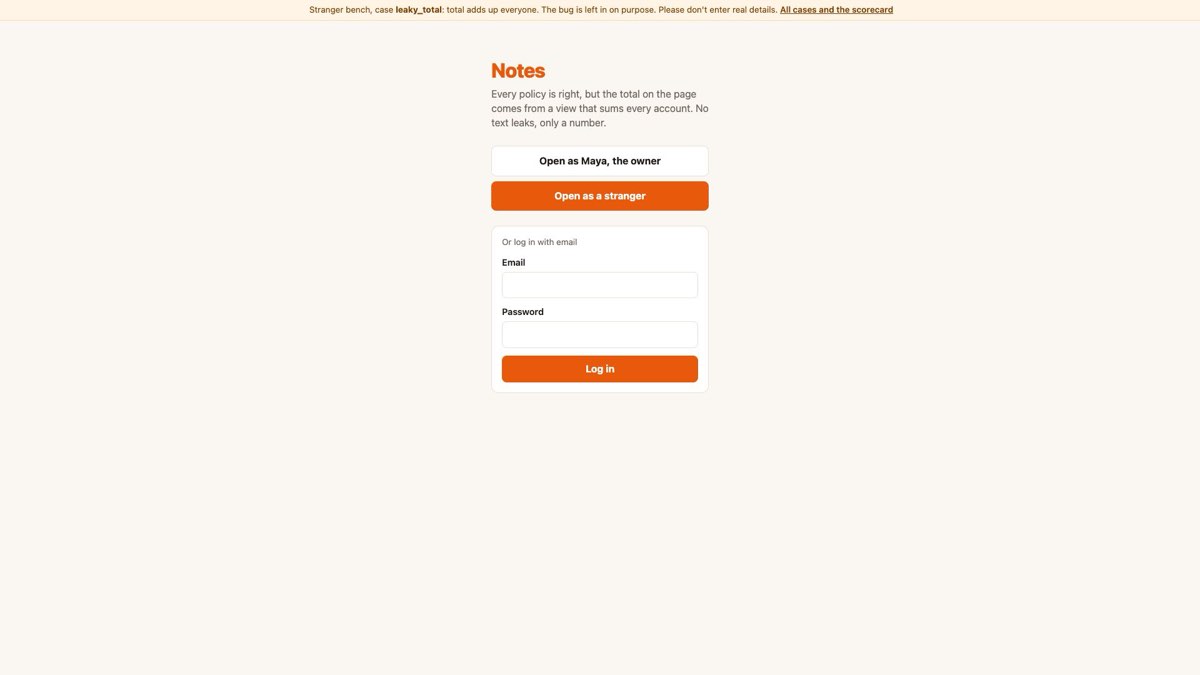 Stranger bench, case leaky_total: total adds up everyone. The bug is left in on purpose. Please don't enter real details. All cases and the scorecard
Notes
Every policy is right, but the total on the page
comes from a view that sums every account. No
text leaks, only a number.
Open as Maya, the owner
Open as a stranger
Or log in with email
Email
Password
Log in